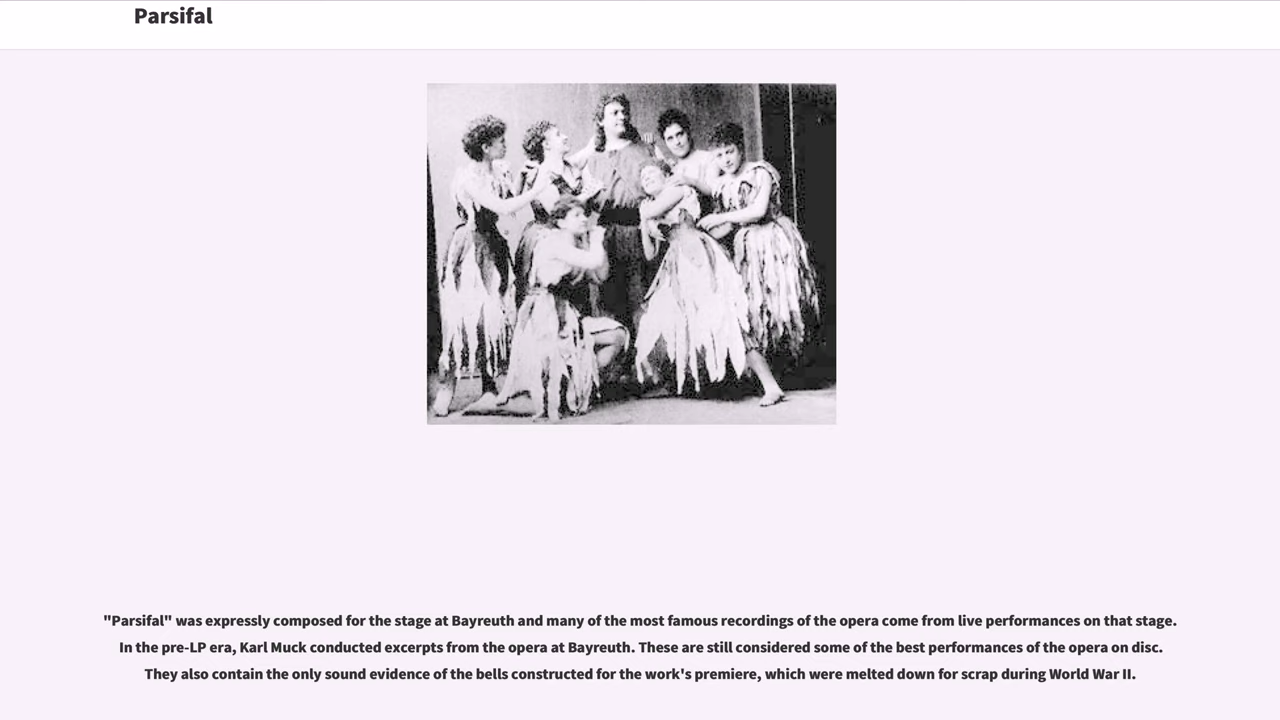 Parsifal
"Parsifal" was expressly composed for the stage at Bayreuth and many of the most famous recordings of the opera come from live performances on that stage.
In the pre-LP era, Karl Muck conducted excerpts from the opera at Bayreuth. These are still considered some of the best performances of the opera on disc.
They also contain the only sound evidence of the bells constructed for the work's premiere, which were melted down for scrap during World War II.